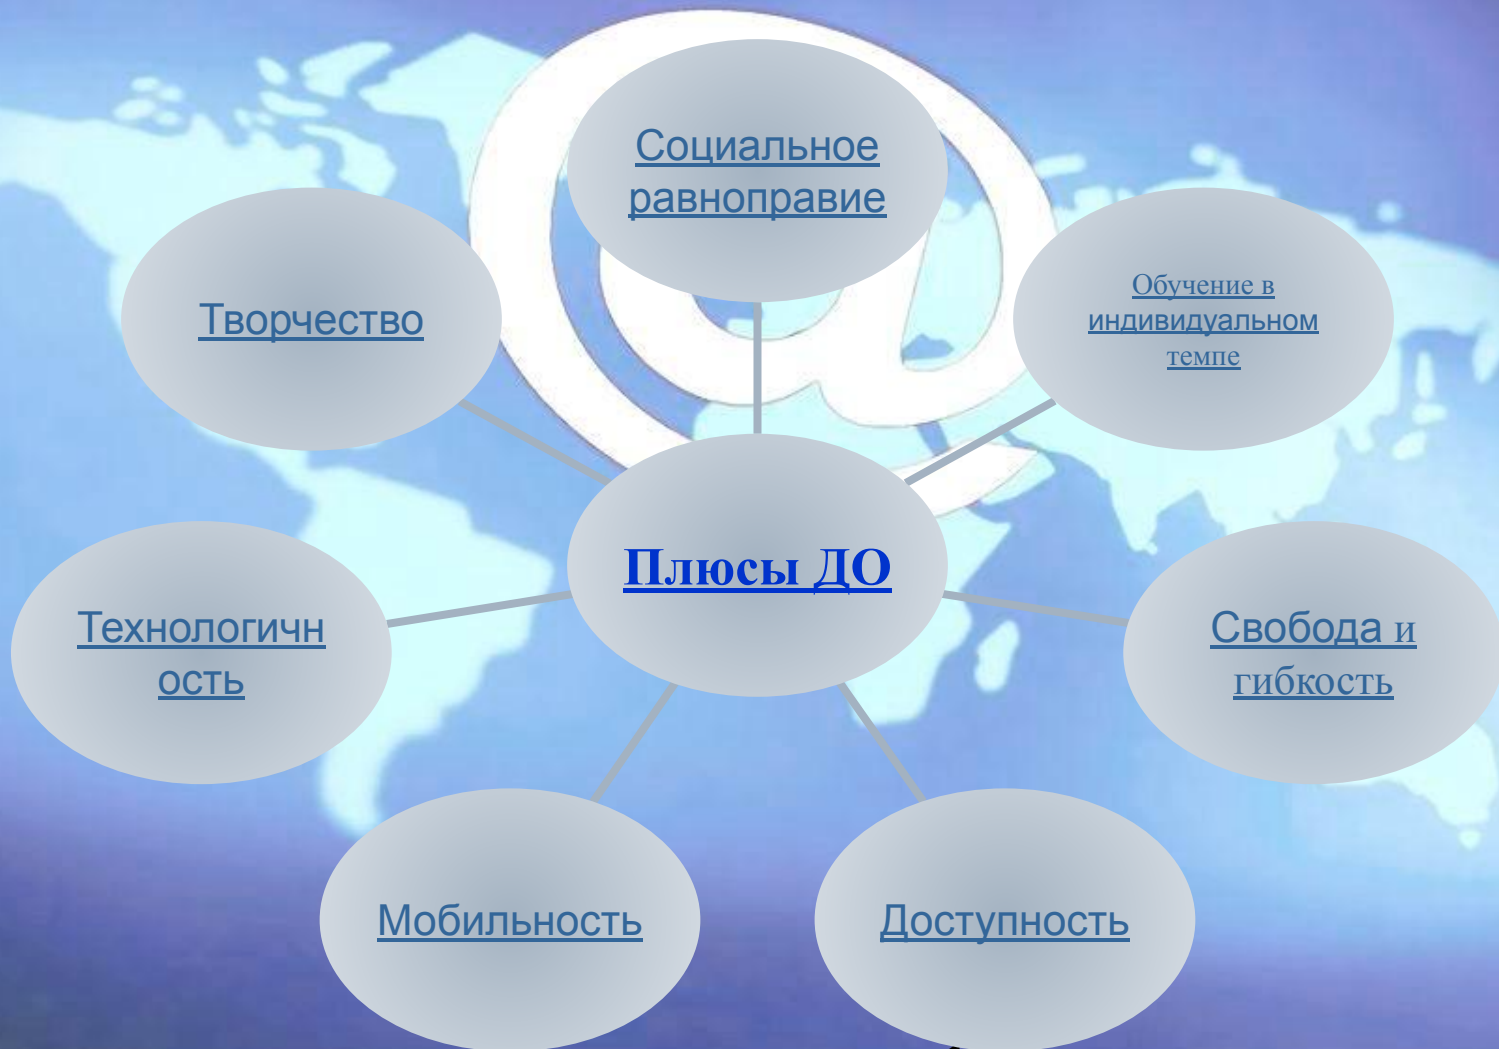 Социальное
равноправие
Обучение в
индивидуальном
темпе
Творчество
Плюсы ДО
Свобода и
гибкость
Технологичн
ость
Мобильность
Доступность